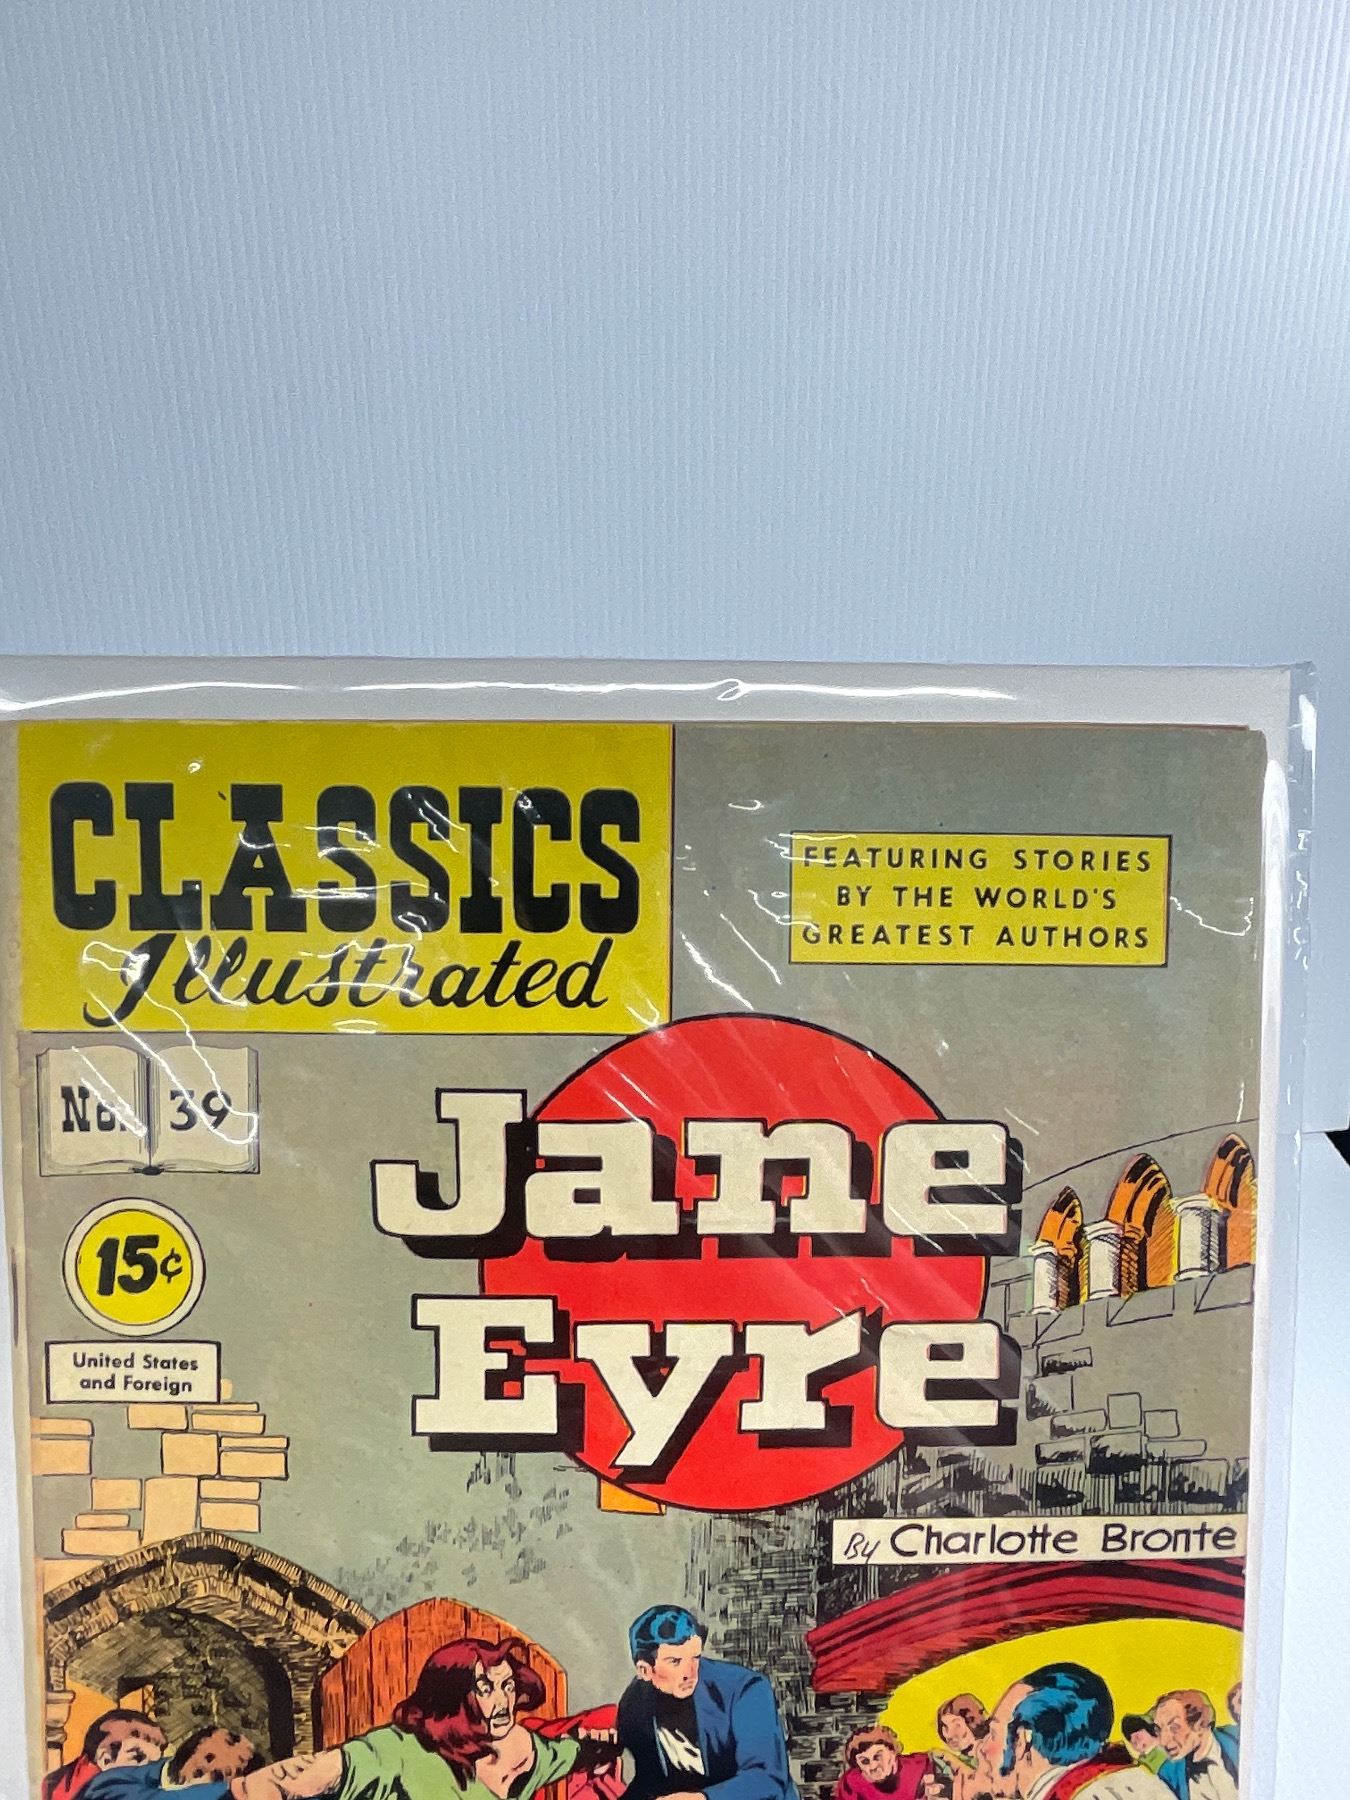 CLASSICS
Illustrated
FEATURING STORIES
BY THE WORLD'S
GREATEST AUTHORS
No. 39
15¢
United States
and Foreign
Jane
Eyre
By Charlotte Bronte